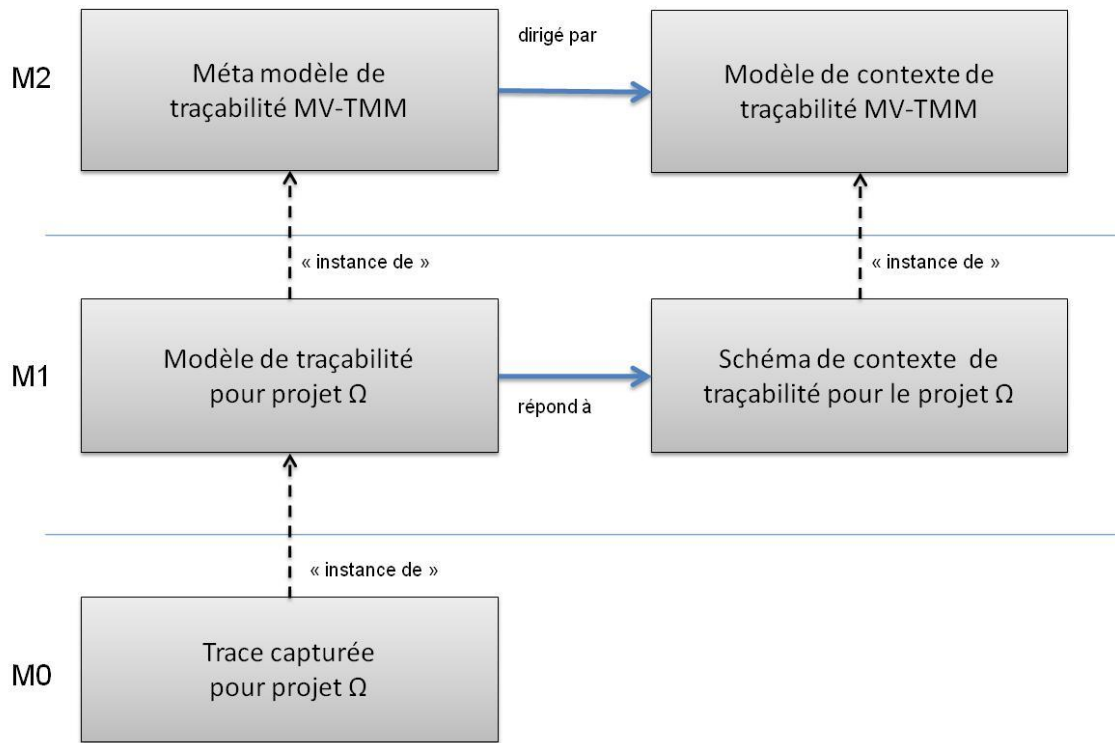 M2
Méta modèle de
traçabilité MV-TMM
dirigé par
Modèle de contexte de
traçabilité MV-TMM
« instance de »
« instance de »
M1
Modèle de traçabilité
pour projet Ω
répond à
Schéma de contexte de
traçabilité pour le projet Ω
« instance de »
M0
Trace capturée
pour projet Ω